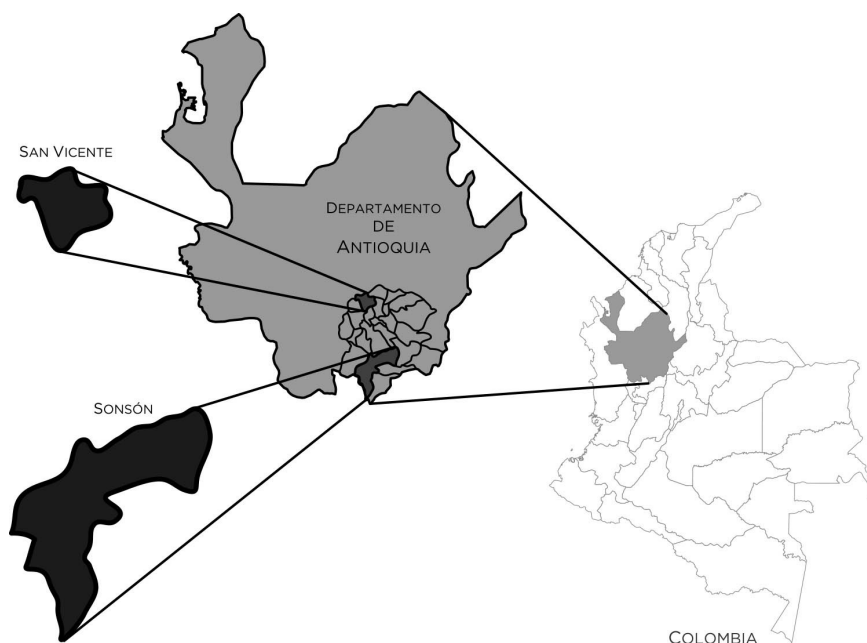 San Vicente
Departamento
de
Antioquia
Sonsón
Colombia